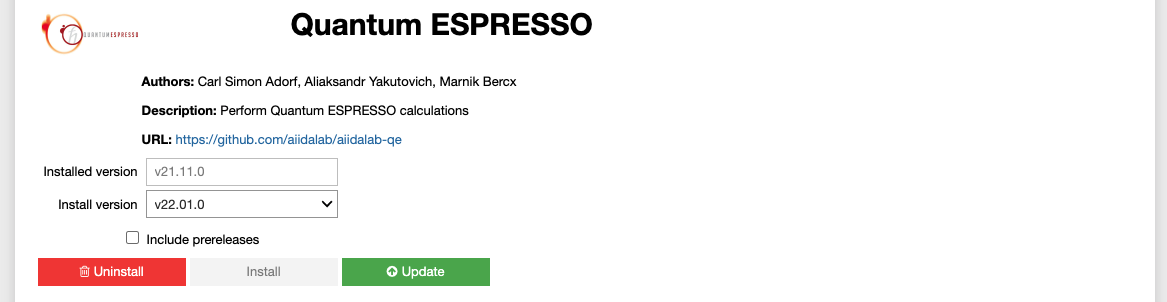 QUANTUMESPRESSO
Quantum ESPRESSO
Authors: Carl Simon Adorf, Aliaksandr Yakutovich, Marnik Bercx
Description: Perform Quantum ESPRESSO calculations
URL: https://github.com/aiidalab/aiidalab-qe
Installed version v21.11.0
Install version v22.01.0
Include prereleases
Uninstall Install Update